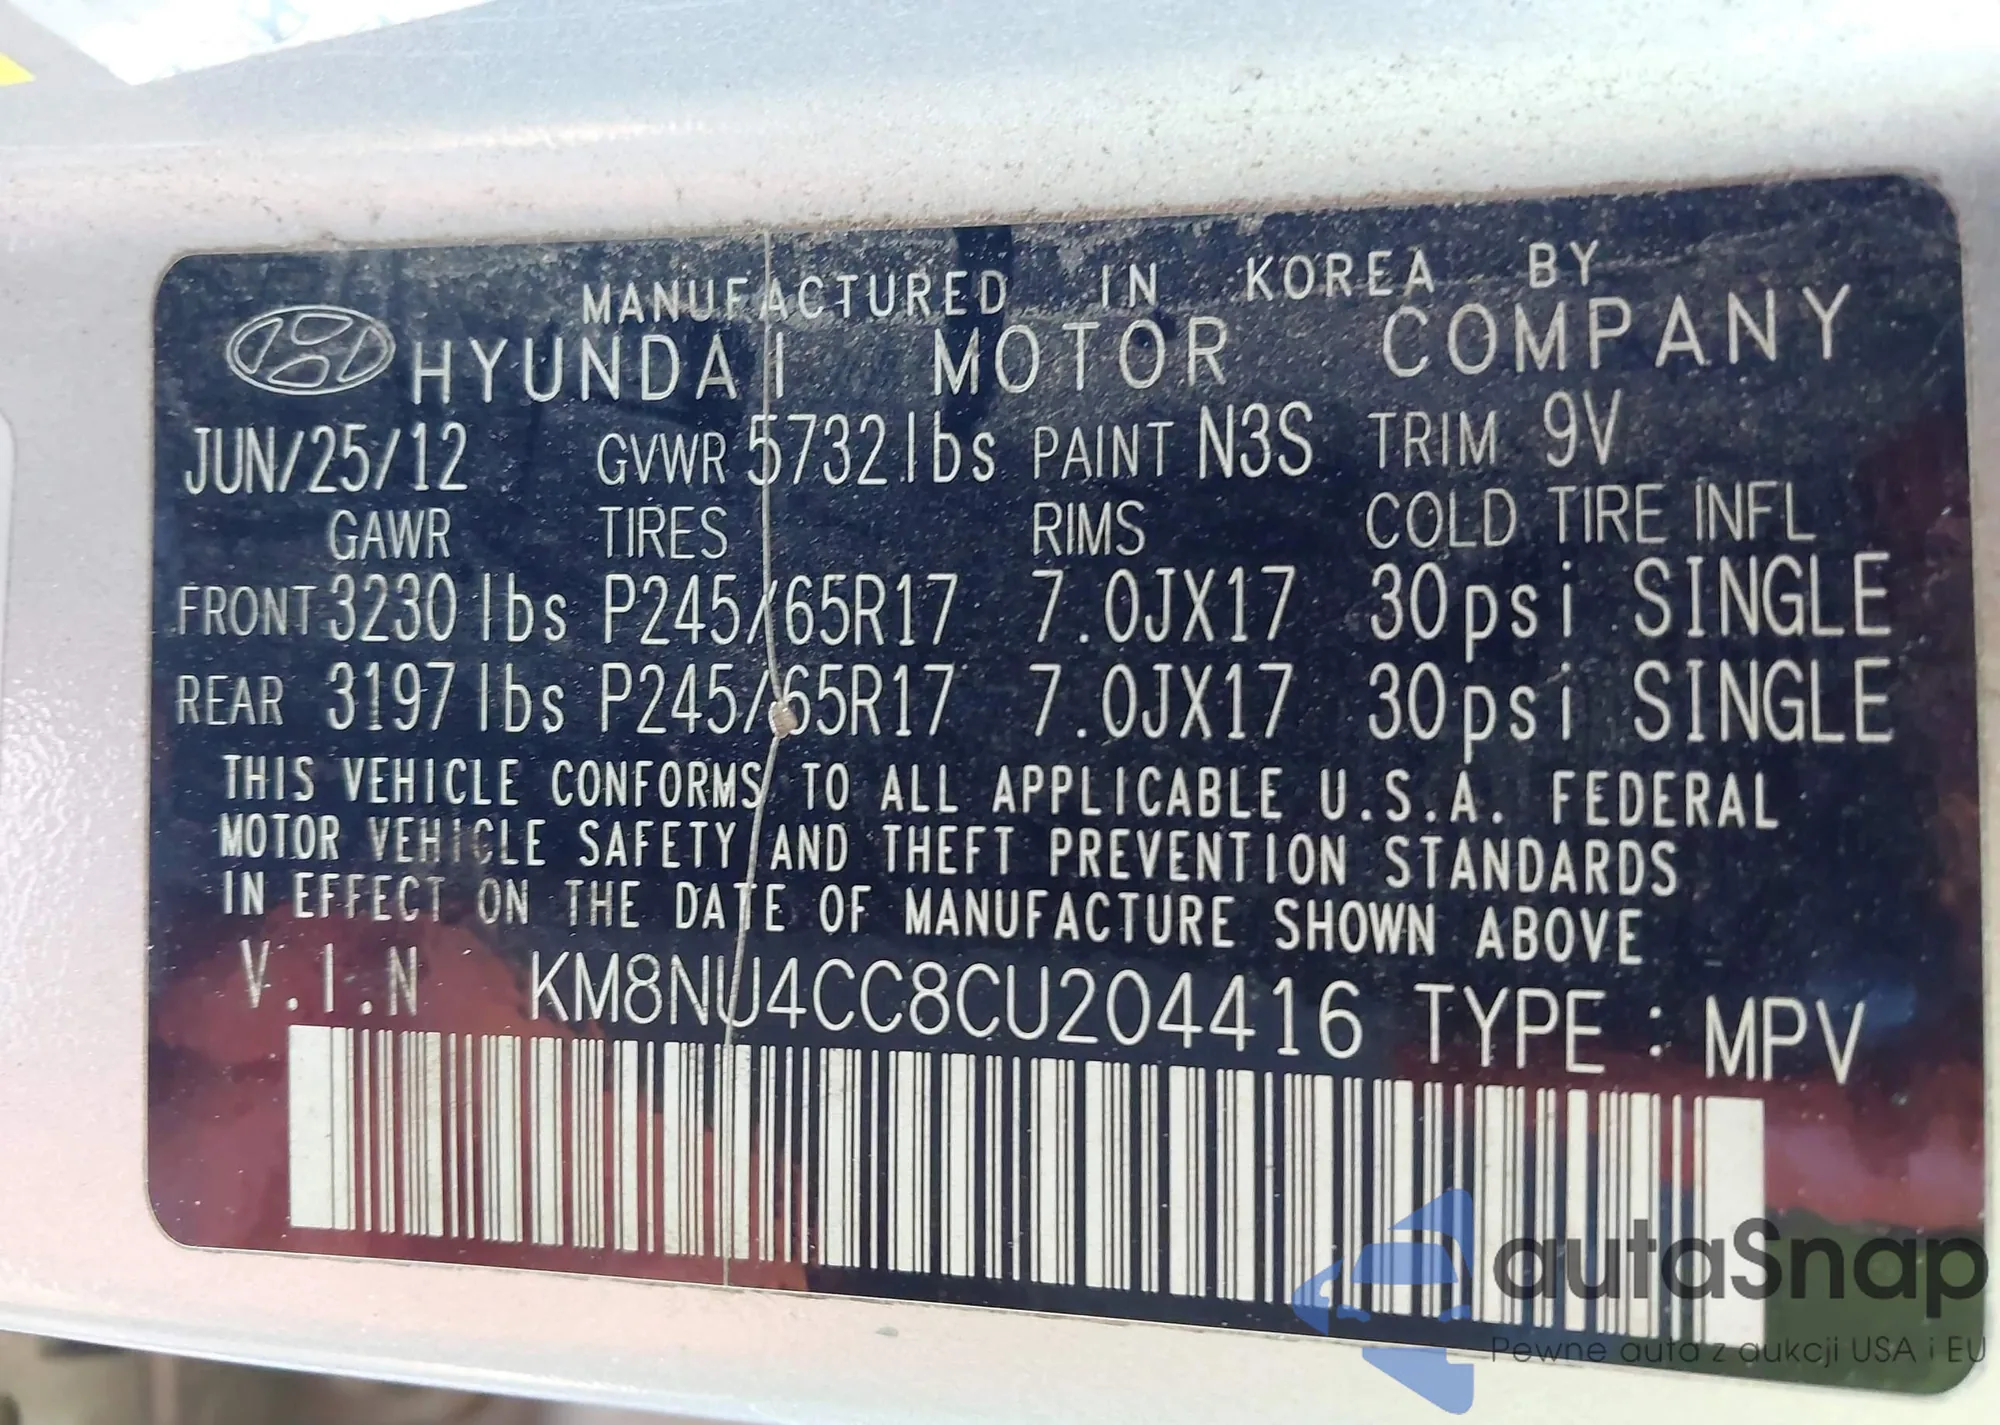 MANUFACTURED IN KOREA BY
HYUNDAI MOTOR COMPANY
JUN/25/12 GVWR 5732lbs PAINT N3S TRIM 9V
GAWR TIRES RIMS COLD TIRE INFL
FRONT 3230 lbs P245/65R17 7.0JX17 30psi SINGLE
REAR 3197 lbs P245/65R17 7.0JX17 30psi SINGLE
THIS VEHICLE CONFORMS TO ALL APPLICABLE U.S.A. FEDERAL
MOTOR VEHICLE SAFETY AND THEFT PREVENTION STANDARDS
IN EFFECT ON THE DATE OF MANUFACTURE SHOWN ABOVE
V.I.N KM8NU4CC8CU204416 TYPE : MPV
autaSnap
Pewne auta z aukcji USA i EU